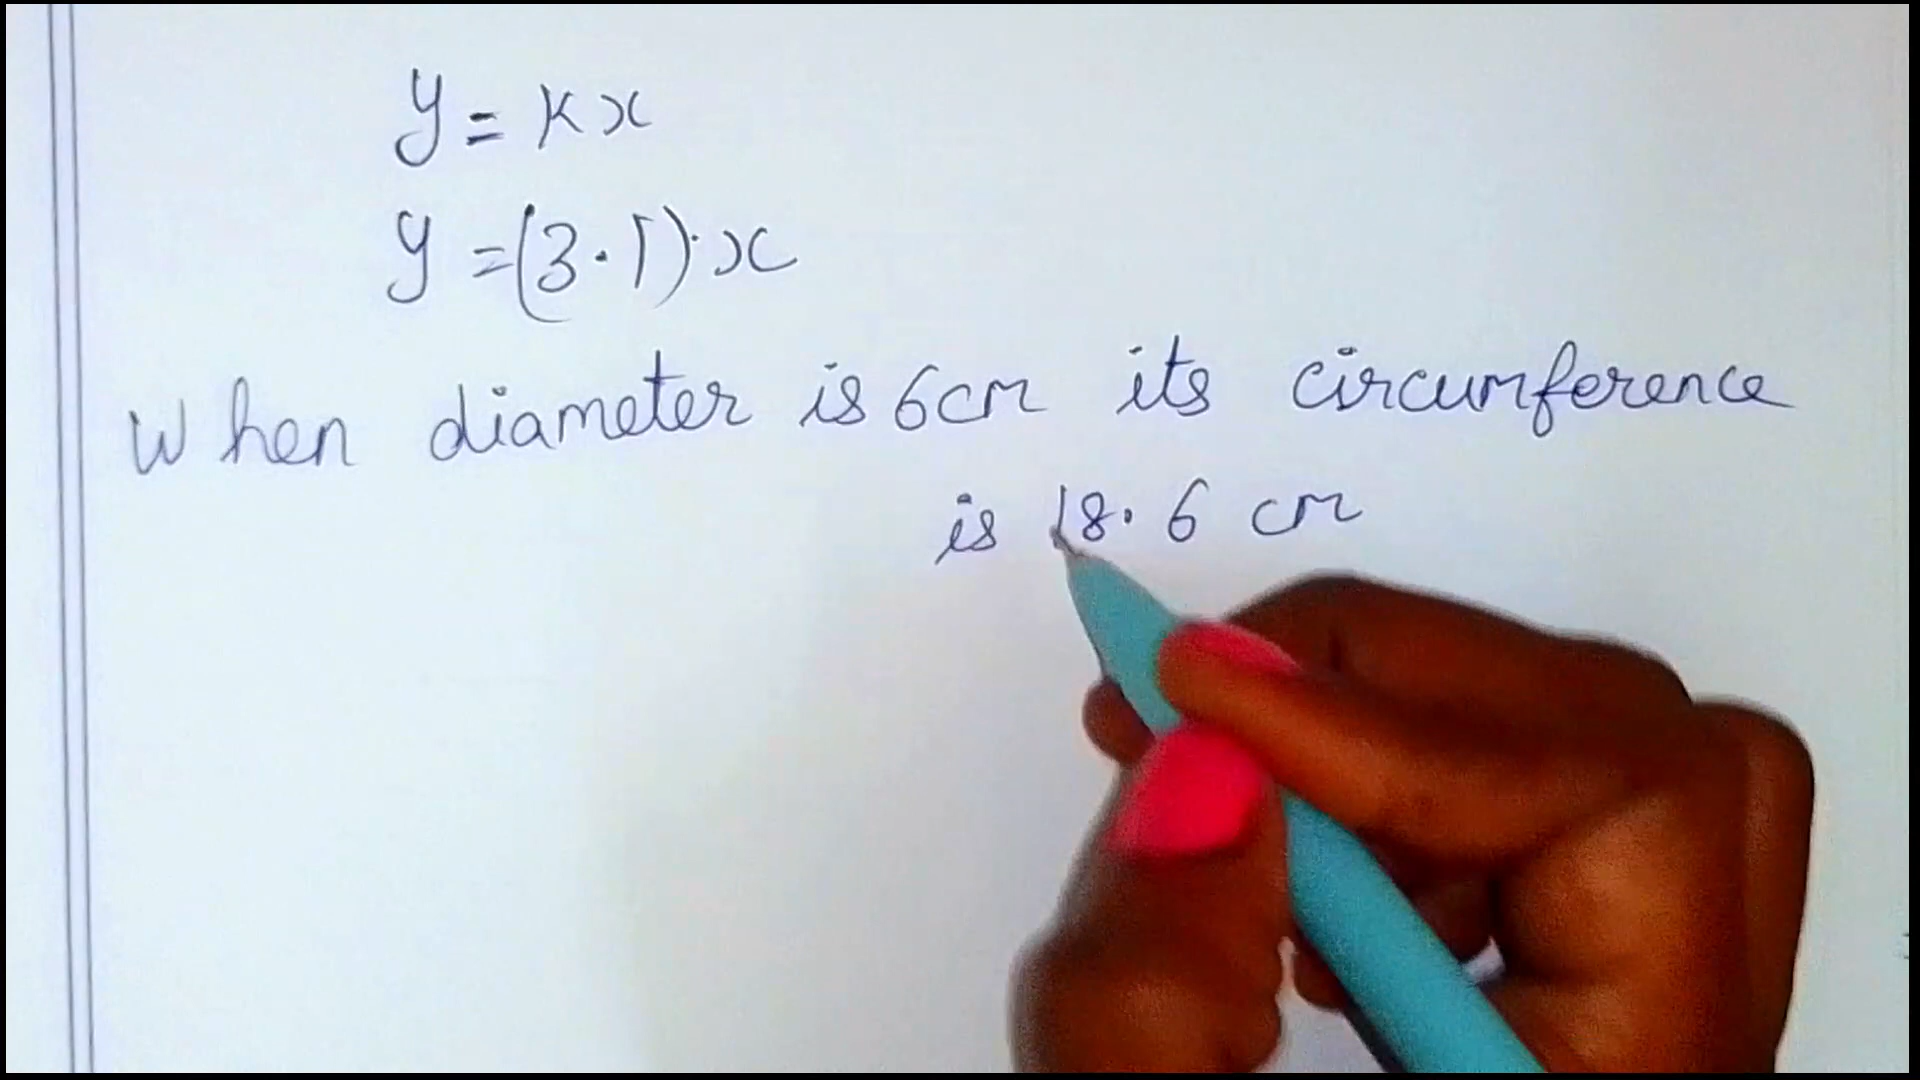 y = kx
y = (3.1).x
When diameter is 6cm its circumference
is 18.6 cm